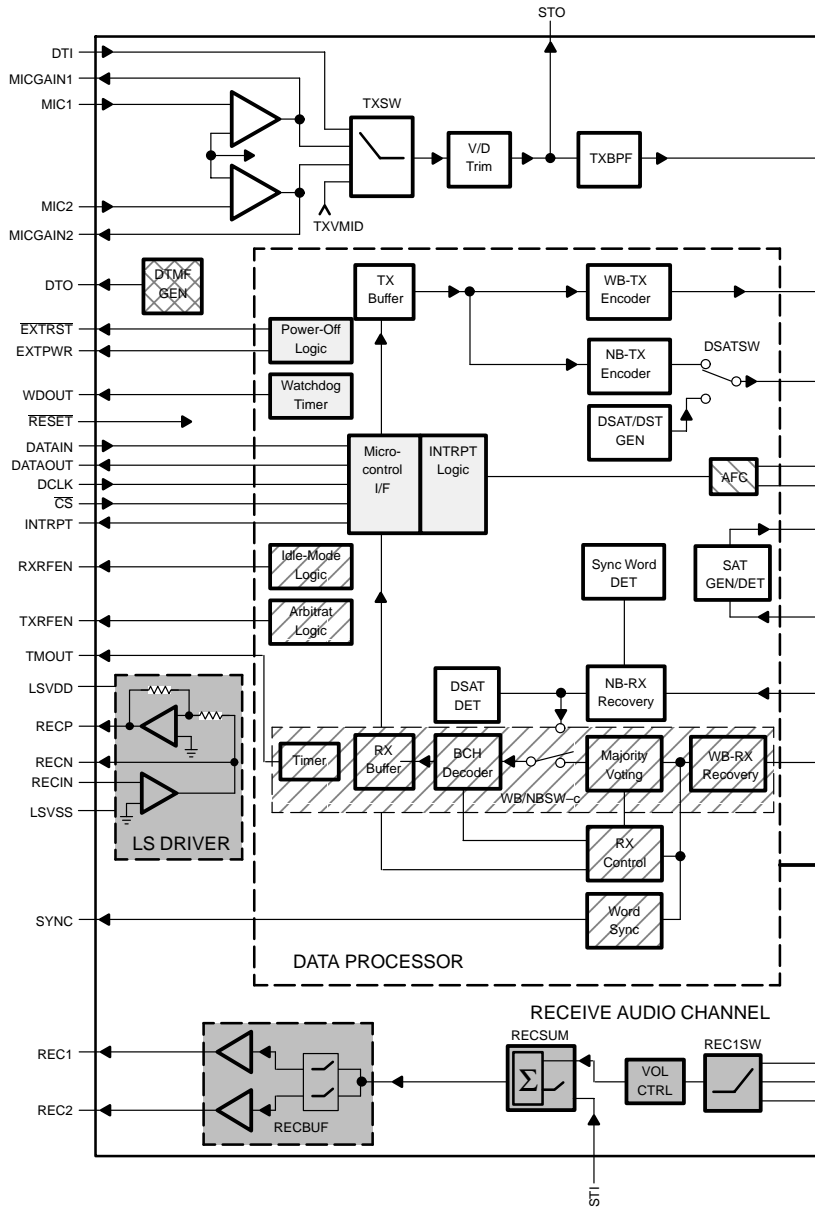 STO
DTI
MICGAIN1
MIC1
TXSW
V/D
Trim
TXBPF
MIC2
TXVMID
MICGAIN2
DTO
DTMF
GEN
TX
Buffer
WB-TX
Encoder
EXTRST
EXTPWR
Power-Off
Logic
NB-TX
Encoder
DSATSW
WDOUT
Watchdog
Timer
RESET
DSAT/DST
GEN
DATAIN
DATAOUT
DCLK
CS
INTRPT
Micro-
control
I/F
INTRPT
Logic
AFC
RXRFEN
Idle-Mode
Logic
Sync Word
DET
SAT
GEN/DET
TXRFEN
Arbitrat
Logic
TMOUT
LSVDD
DSAT
DET
NB-RX
Recovery
RECP
RECN
RECIN
LSVSS
LS DRIVER
Timer
RX
Buffer
BCH
Decoder
Majority
Voting
WB-RX
Recovery
WB/NBSW–c
RX
Control
SYNC
Word
Sync
DATA PROCESSOR
RECEIVE AUDIO CHANNEL
RECSUM
REC1SW
REC1
Σ
VOL
CTRL
REC2
RECBUF
STI